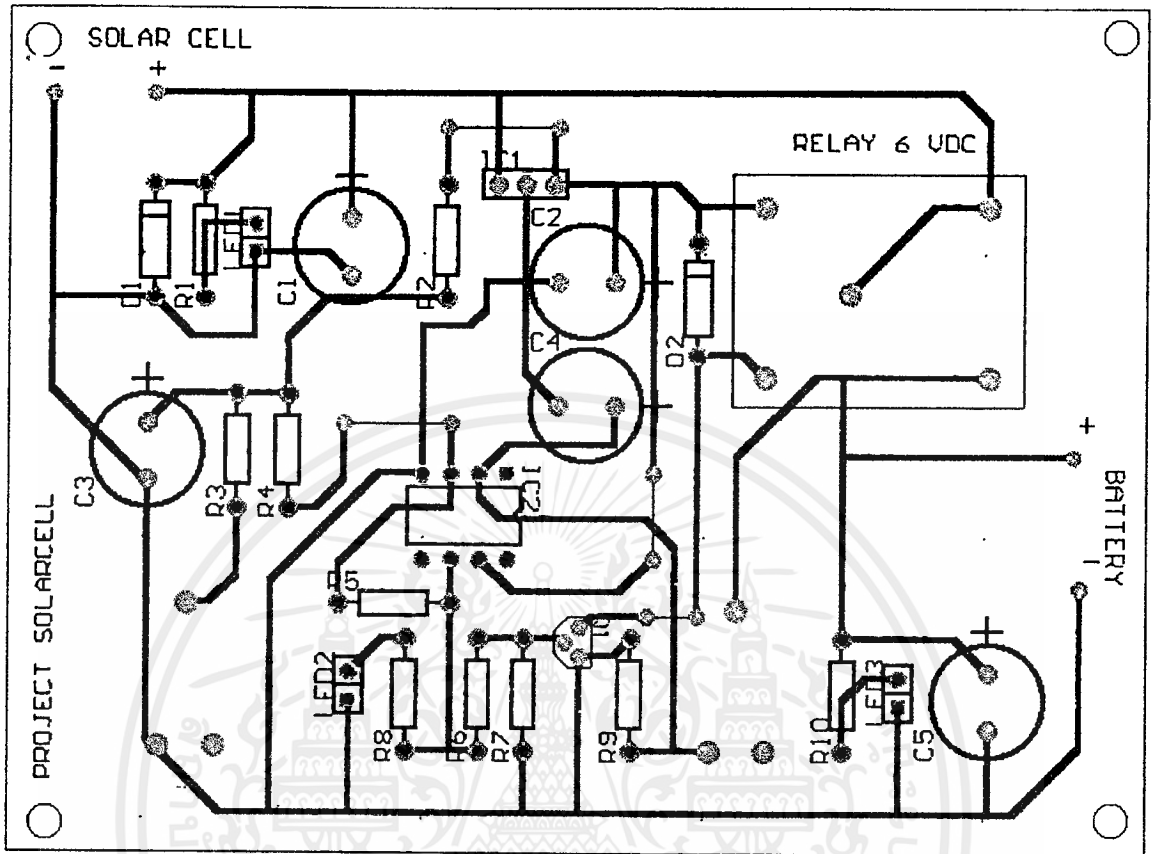 SOLAR CELL
- +
RELAY 6 VDC
IC1
C2
LED1
D1
R1
C1
R2
C4
D2
+
BATTERY
-
C3
R3
R4
IC2
R5
Q1
LED2
R8
R6
R7
R9
R10
LED3
C5
PROJECT SOLARCELL